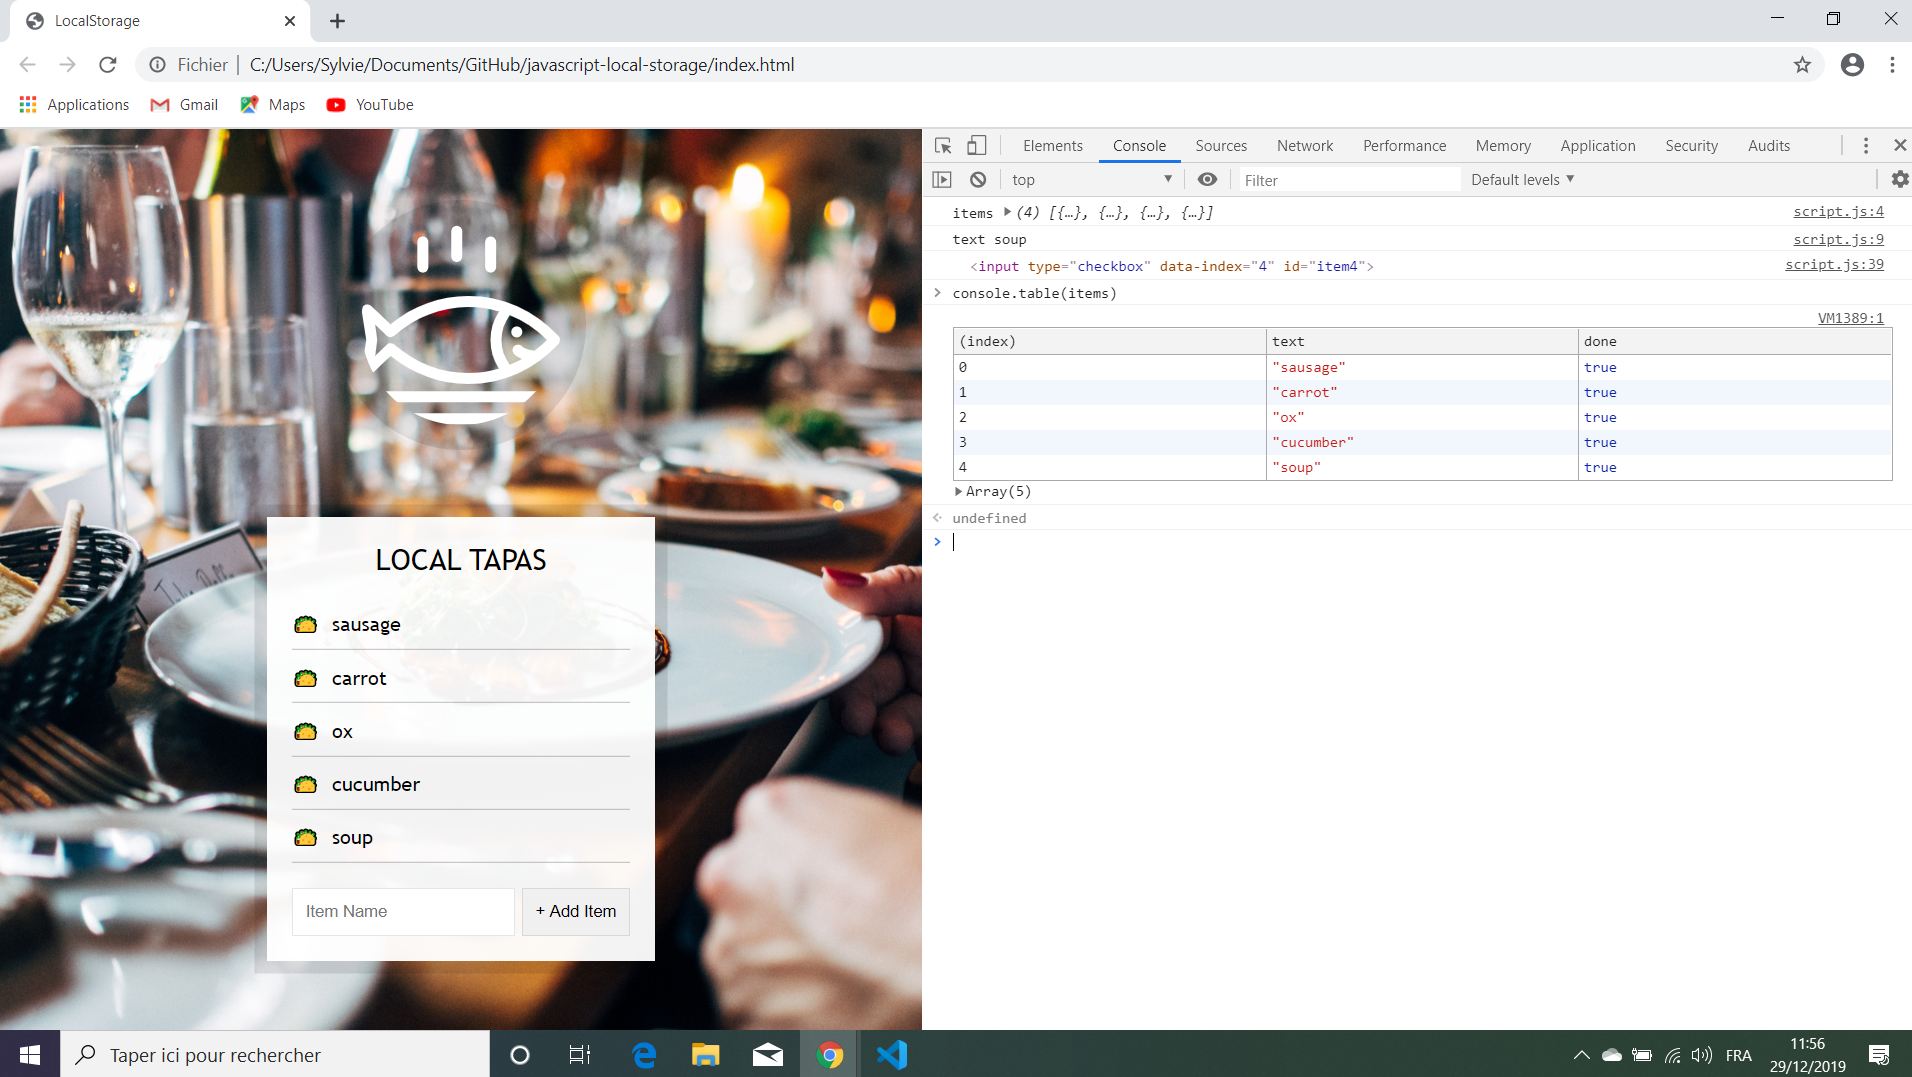 LocalStorage
Fichier | C:/Users/Sylvie/Documents/GitHub/javascript-local-storage/index.html
Applications Gmail Maps YouTube
LOCAL TAPAS
sausage
carrot
ox
cucumber
soup
Item Name + Add Item
Elements Console Sources Network Performance Memory Application Security Audits
top Filter Default levels
items (4) [{…}, {…}, {…}, {…}] script.js:4
text soup script.js:9
<input type="checkbox" data-index="4" id="item4"> script.js:39
> console.table(items)
VM1389:1
(index) text done
0 "sausage" true
1 "carrot" true
2 "ox" true
3 "cucumber" true
4 "soup" true
Array(5)
undefined
>
Taper ici pour rechercher
FRA 11:56
29/12/2019